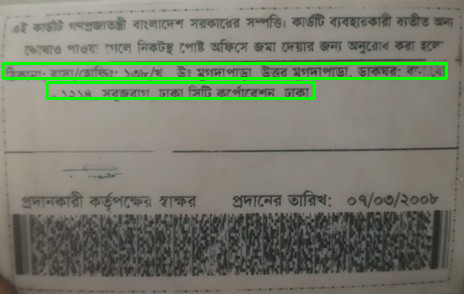 এই কার্ডটি গণপ্রজাতন্ত্রী বাংলাদেশ সরকারের সম্পত্তি। কার্ডটি ব্যবহারকারী ব্যতীত অন্য
কোথাও পাওয়া গেলে নিকটস্থ পোষ্ট অফিসে জমা দেয়ার জন্য অনুরোধ করা হলো
ঠিকানা: বাসা/হোল্ডিং: ১৩৮/খ উঃ মুগদাপাড়া, উত্তর মুগদাপাড়া, ডাকঘর:
- ১২১৪, সবুজবাগ, ঢাকা সিটি কর্পোরেশন, ঢাকা
প্রদানকারী কর্তৃপক্ষের স্বাক্ষর প্রদানের তারিখ: ০৭/০৩/২০০৮